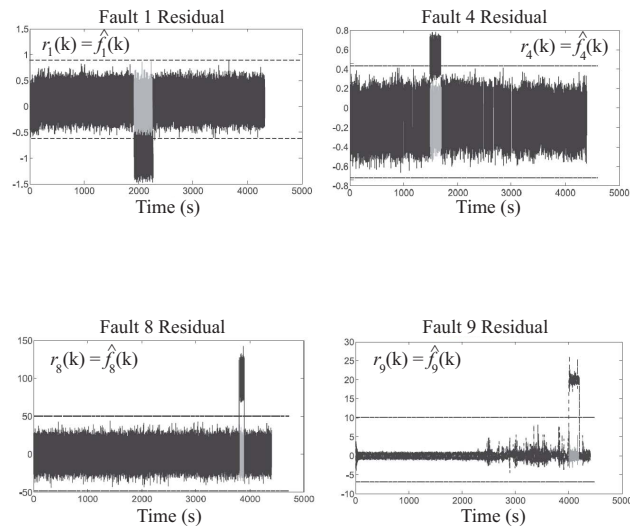 Fault 1 Residual
r1(k) = f̂1(k)
1.5
1
0.5
0
-0.5
-1
-1.5
0 1000 2000 3000 4000 5000
Time (s)
Fault 4 Residual
r4(k) = f̂4(k)
0.8
0.6
0.4
0.2
0
-0.2
-0.4
-0.6
-0.8
0 1000 2000 3000 4000 5000
Time (s)
Fault 8 Residual
r8(k) = f̂8(k)
150
100
50
0
-50
0 1000 2000 3000 4000 5000
Time (s)
Fault 9 Residual
r9(k) = f̂9(k)
30
25
20
15
10
5
0
-5
-10
0 1000 2000 3000 4000 5000
Time (s)